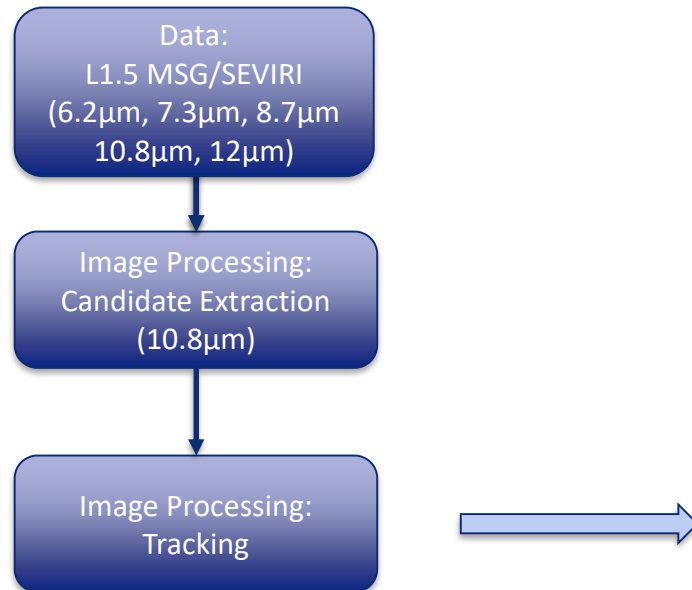 Data:
L1.5 MSG/SEVIRI
(6.2µm, 7.3µm, 8.7µm
10.8µm, 12µm)
Image Processing:
Candidate Extraction
(10.8µm)
Image Processing:
Tracking